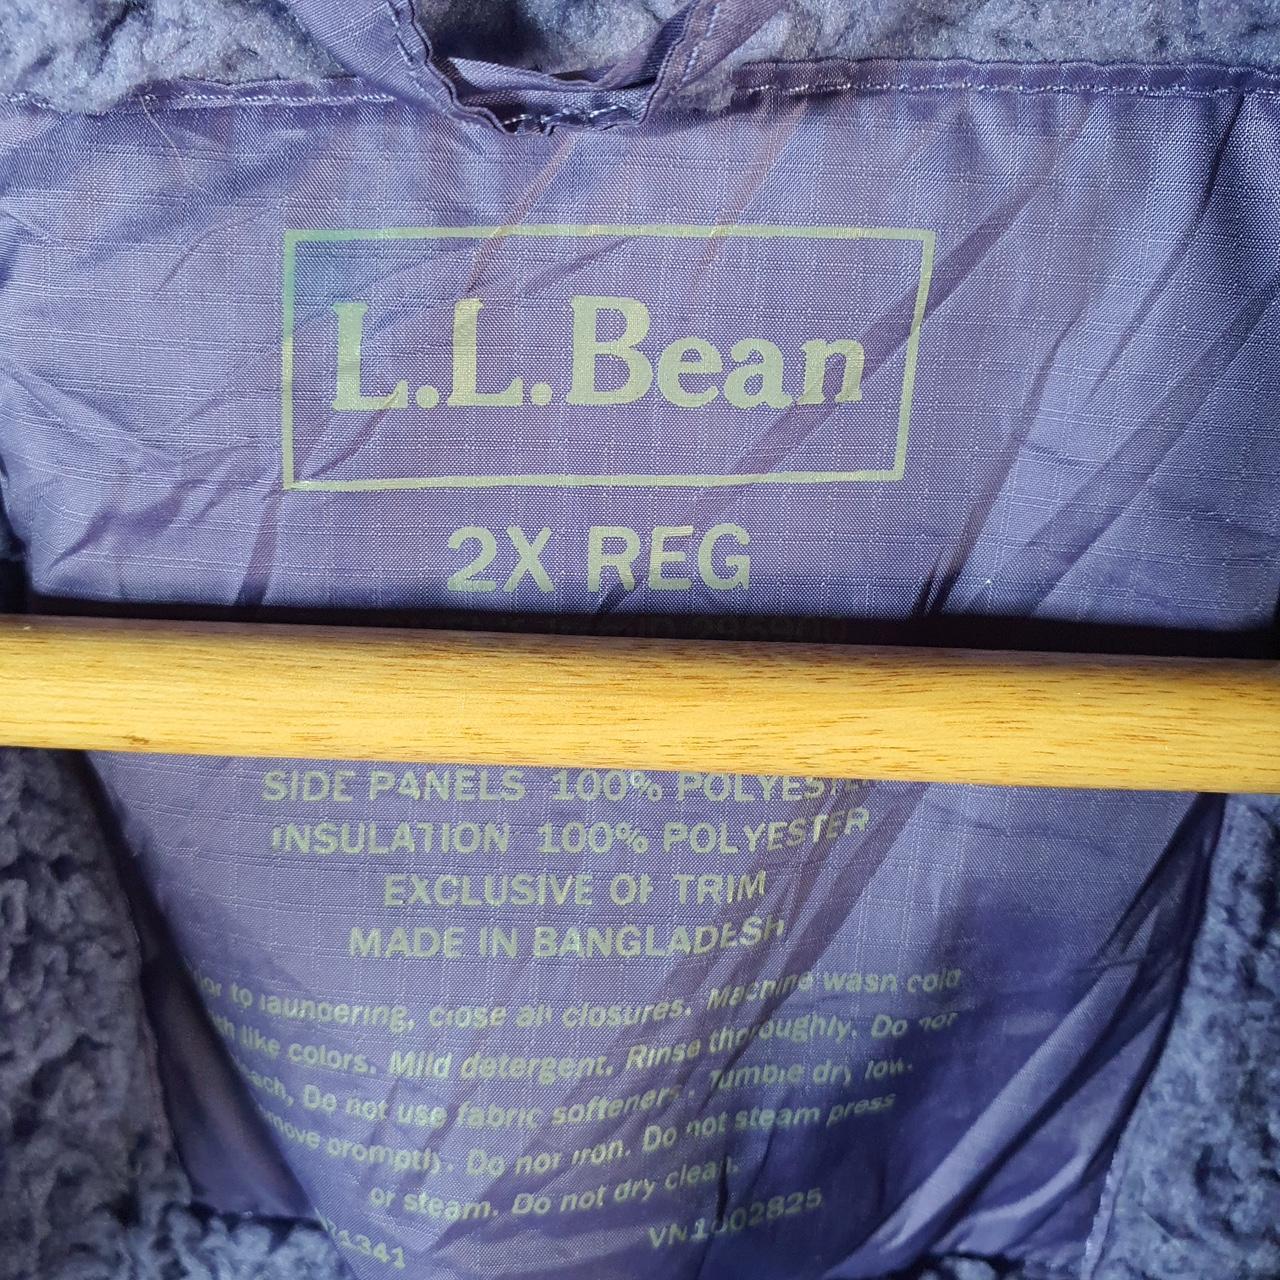 L.L.Bean
2X REG
SIDE PANELS 100% POLYESTER
INSULATION 100% POLYESTER
EXCLUSIVE OF TRIM
MADE IN BANGLADESH
to laundering, close all closures. Machine wash cold
like colors. Mild detergent. Rinse thoroughly. Do not
Do not use fabric softener. Tumble dry low.
promptly. Do not iron. Do not steam press
or steam. Do not dry clean.